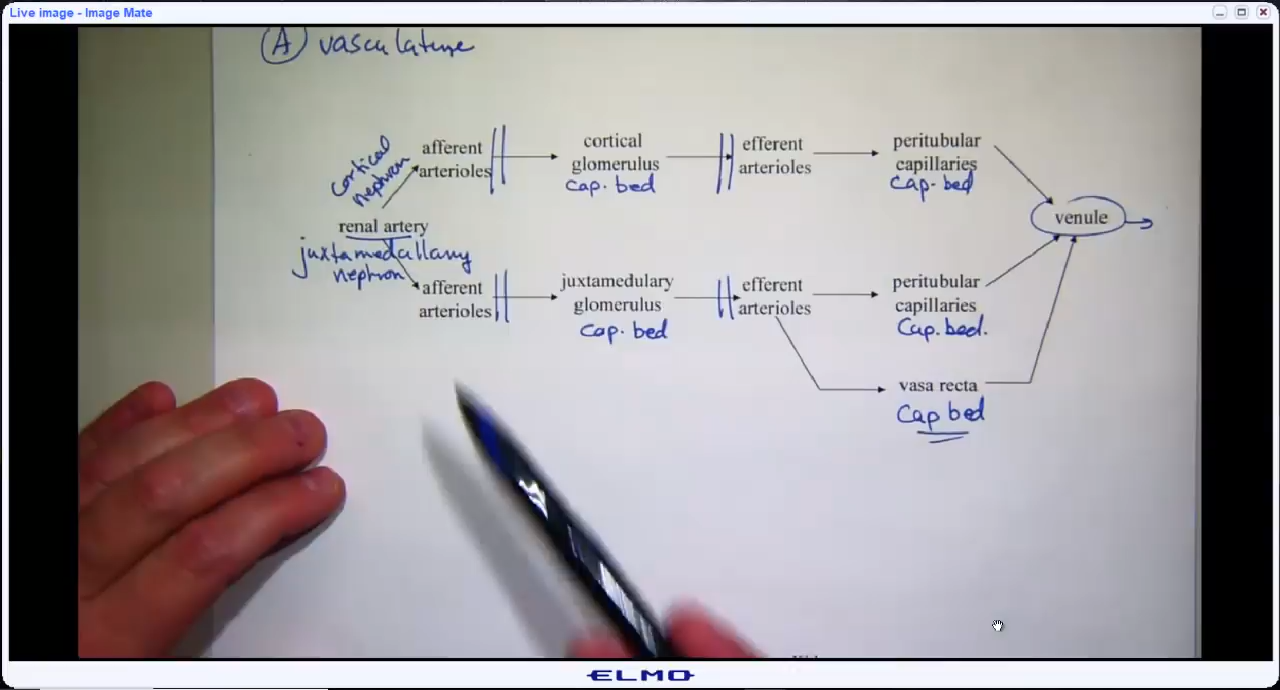 Live image - Image Mate
(A) vasculature
cortical
nephron
afferent
arterioles
cortical
glomerulus
cap. bed
efferent
arterioles
peritubular
capillaries
Cap. bed
renal artery
juxtamedallary
nephron
venule
afferent
arterioles
juxtamedulary
glomerulus
Cap. bed
efferent
arterioles
peritubular
capillaries
Cap. bed.
vasa recta
Cap bed
ELMO